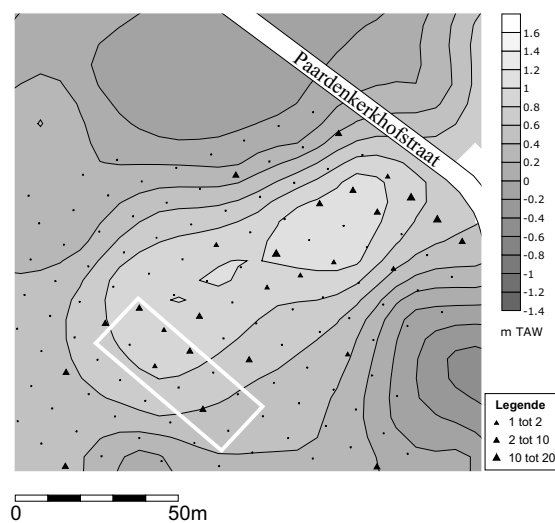 Paardenkerkhofstraat
1.6
1.4
1.2
1
0.8
0.6
0.4
0.2
0
-0.2
-0.4
-0.6
-0.8
-1
-1.2
-1.4
m TAW
Legende
1 tot 2
2 tot 10
10 tot 20
0 50m